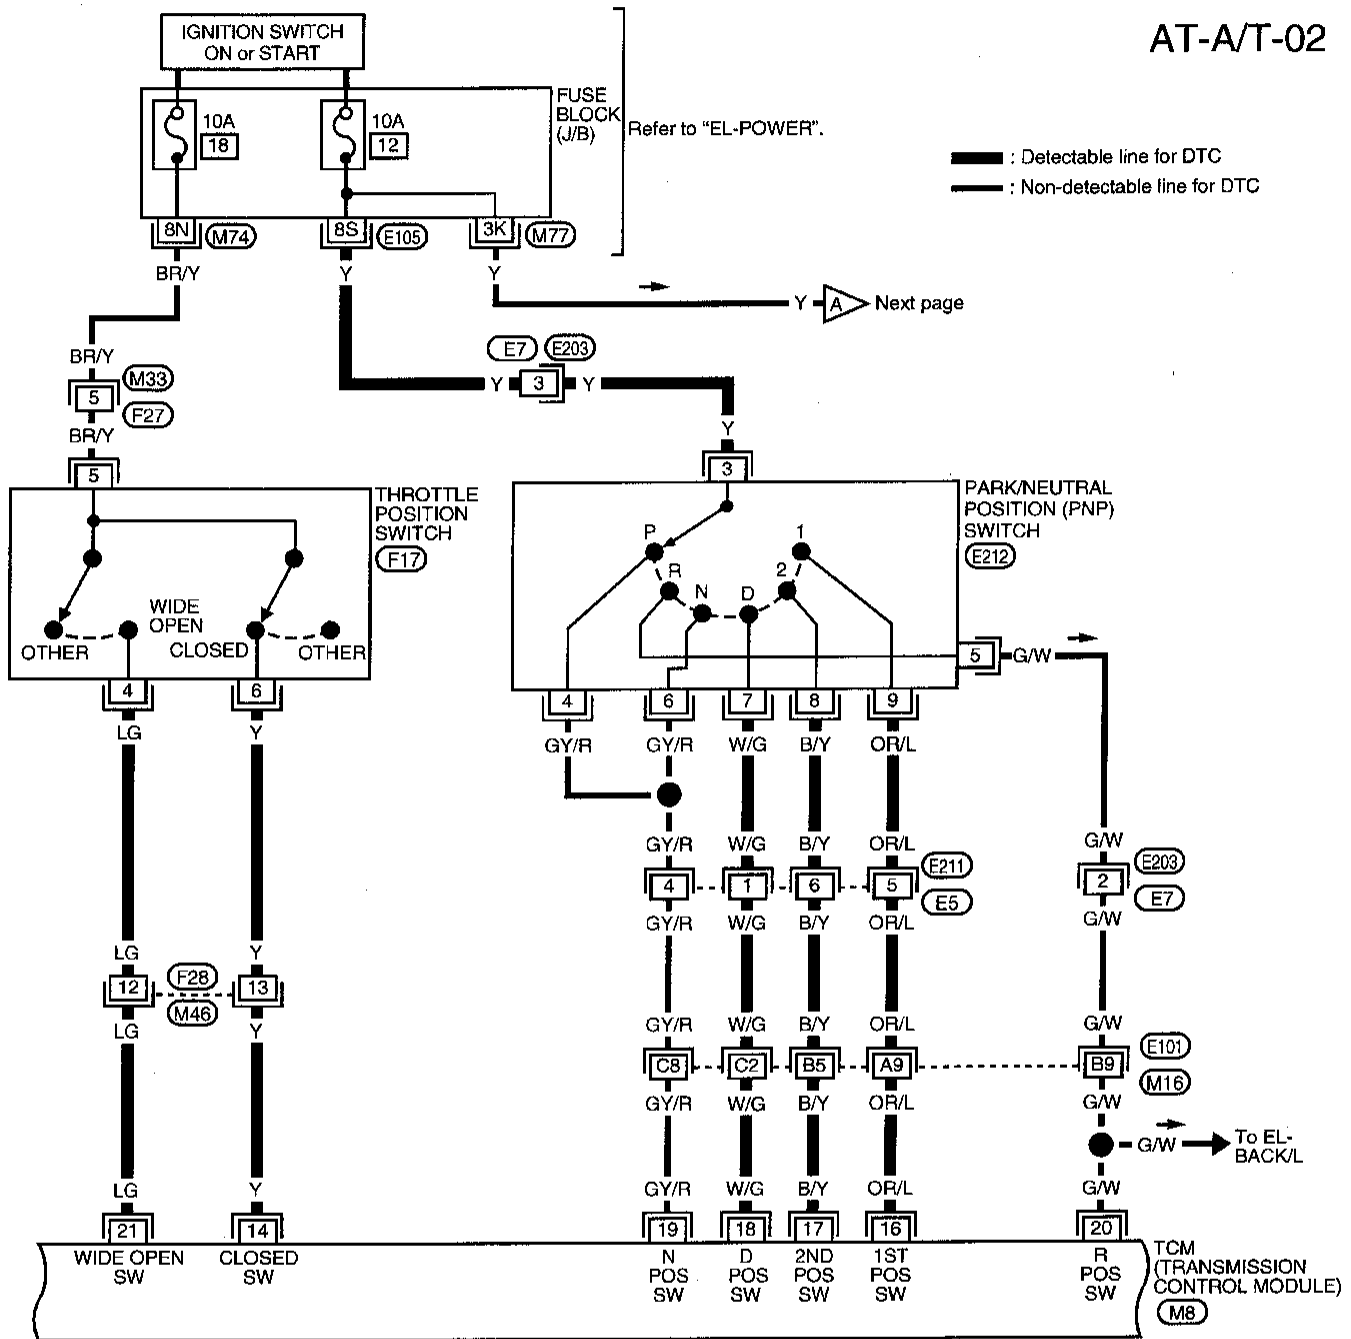 AT-A/T-02
IGNITION SWITCH
ON or START
FUSE
BLOCK
(J/B)
Refer to "EL-POWER".
10A
18
10A
12
: Detectable line for DTC
: Non-detectable line for DTC
8N
M74
8S
E105
3K
M77
BR/Y
Y
Y
Y
A
Next page
BR/Y
M33
5
F27
BR/Y
5
E7
E203
Y
3
Y
Y
3
THROTTLE
POSITION
SWITCH
F17
WIDE
OPEN
OTHER
CLOSED
OTHER
4
6
PARK/NEUTRAL
POSITION (PNP)
SWITCH
E212
P
R
N
D
2
1
5
G/W
4
6
7
8
9
LG
Y
GY/R
GY/R
W/G
B/Y
OR/L
GY/R
W/G
B/Y
OR/L
G/W
4
1
6
5
E211
E5
2
E203
E7
GY/R
W/G
B/Y
OR/L
G/W
LG
Y
12
F28
M46
13
LG
Y
GY/R
W/G
B/Y
OR/L
G/W
C8
C2
B5
A9
B9
E101
M16
GY/R
W/G
B/Y
OR/L
G/W
G/W
To EL-
BACK/L
LG
Y
GY/R
W/G
B/Y
OR/L
G/W
21
14
19
18
17
16
20
WIDE OPEN
SW
CLOSED
SW
N
POS
SW
D
POS
SW
2ND
POS
SW
1ST
POS
SW
R
POS
SW
TCM
(TRANSMISSION
CONTROL MODULE)
M8